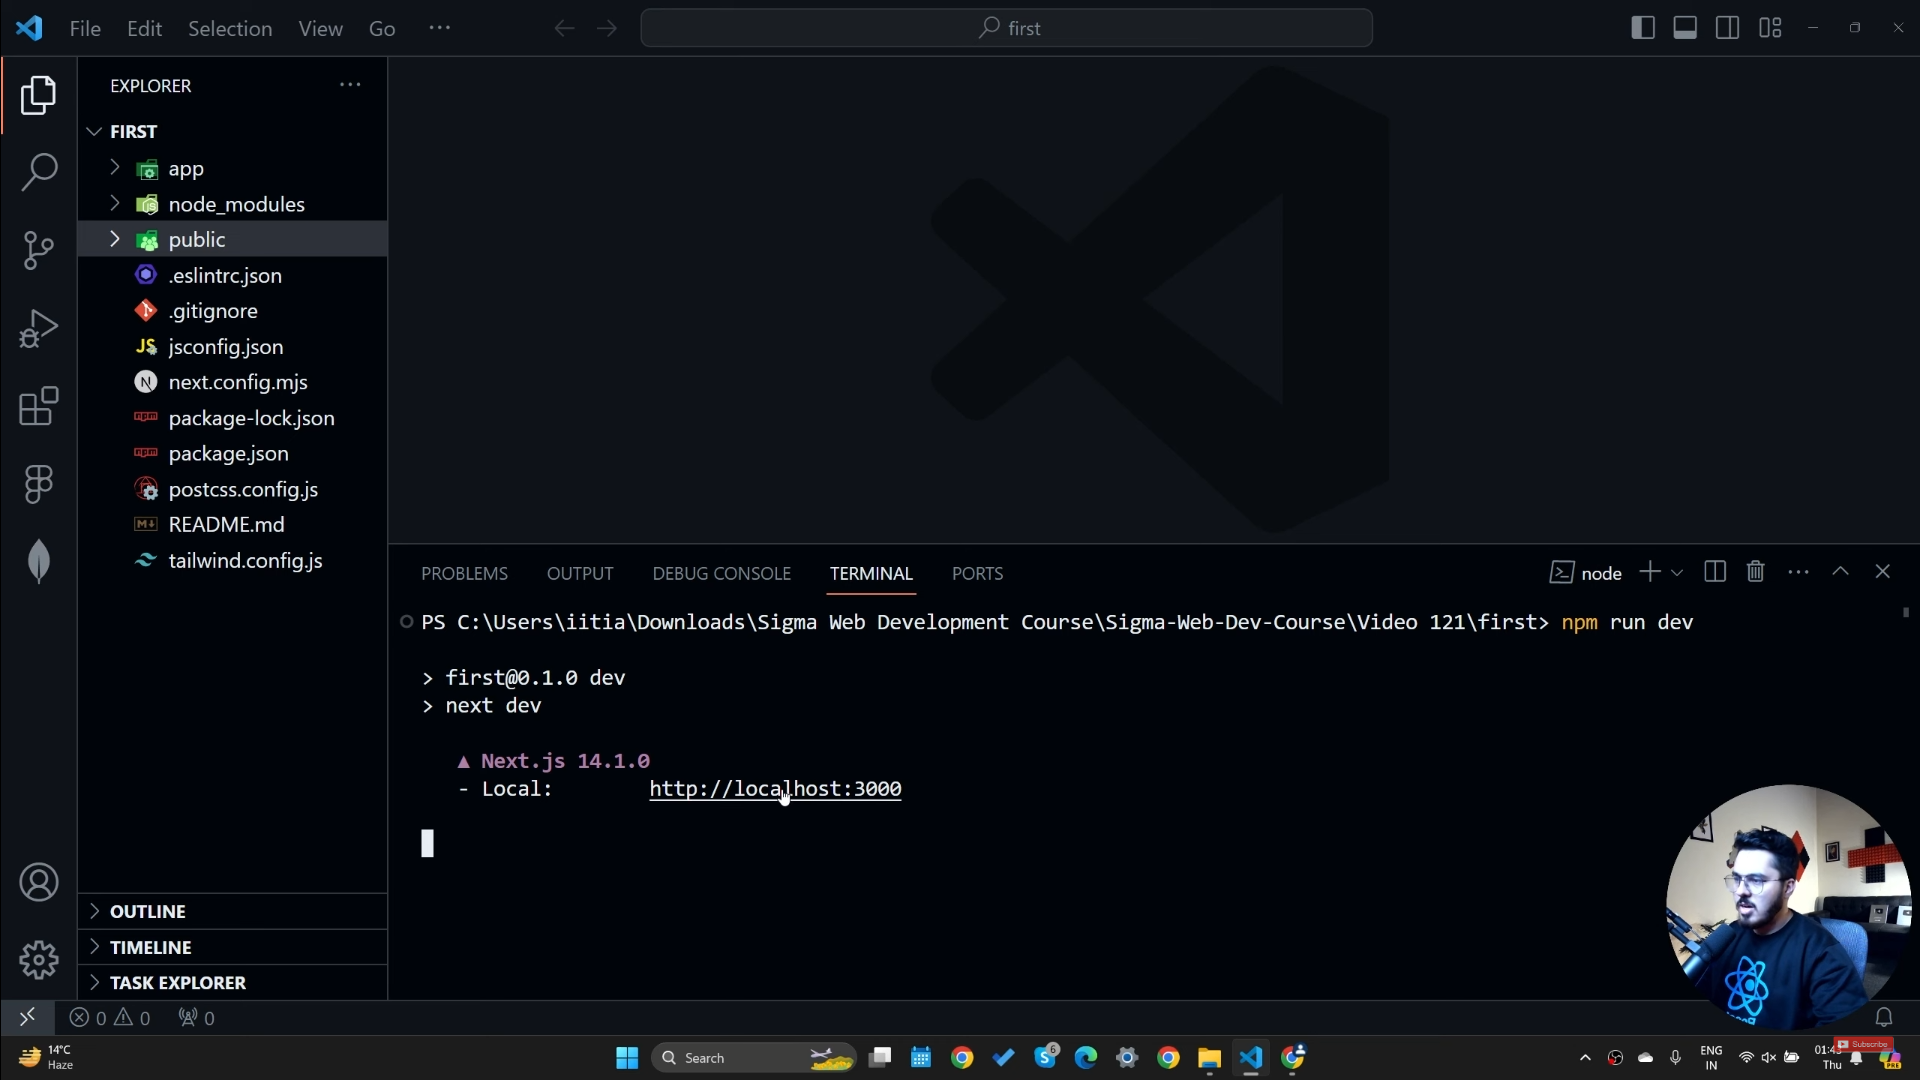 File Edit Selection View Go ···
first
EXPLORER ···
FIRST
app
node_modules
public
.eslintrc.json
.gitignore
jsconfig.json
next.config.mjs
package-lock.json
package.json
postcss.config.js
README.md
tailwind.config.js
OUTLINE
TIMELINE
TASK EXPLORER
PROBLEMS OUTPUT DEBUG CONSOLE TERMINAL PORTS
node
PS C:\Users\iitia\Downloads\Sigma Web Development Course\Sigma-Web-Dev-Course\Video 121\first> npm run dev
> first@0.1.0 dev
> next dev
▲ Next.js 14.1.0
- Local: http://localhost:3000
0 0 0
14°C
Haze
Search
6
ENG
IN
Thu
Subscribe
PRE